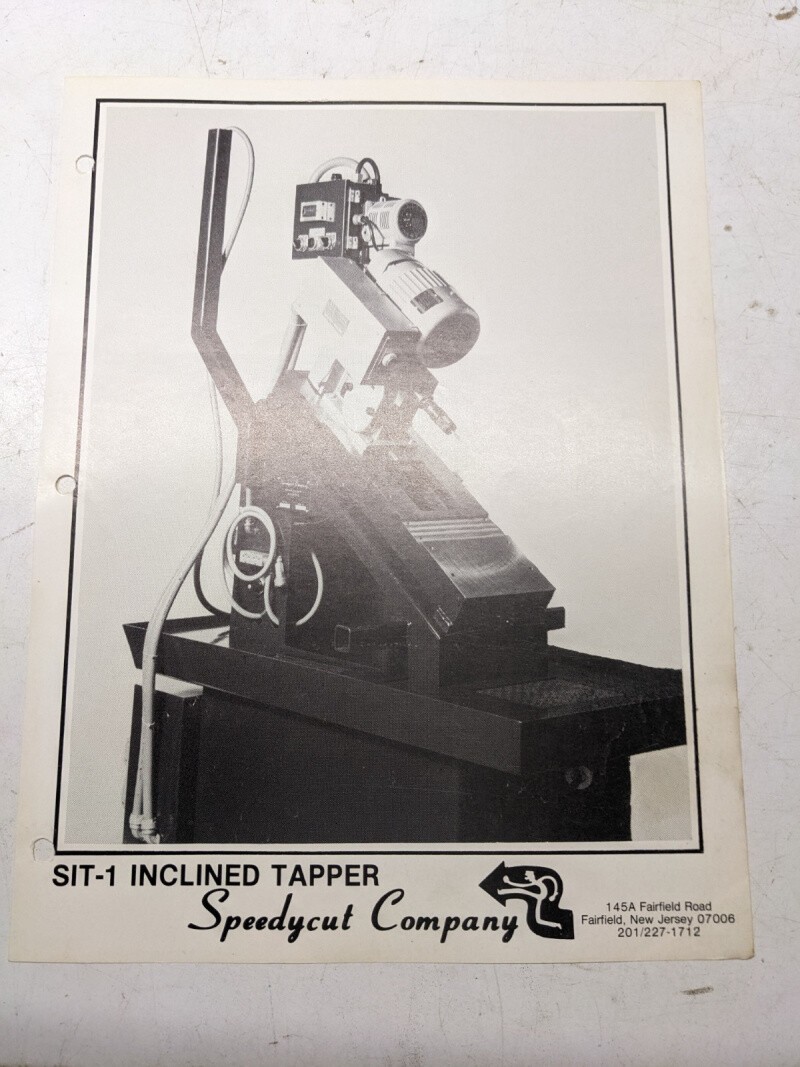 SIT-1 INCLINED TAPPER
Speedycut Company
145A Fairfield Road
Fairfield, New Jersey 07006
201/227-1712